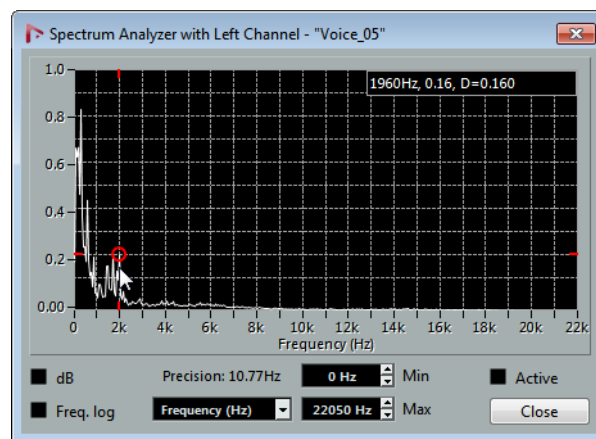 Spectrum Analyzer with Left Channel - "Voice_05"
1960Hz, 0.16, D=0.160
1.0
0.8
0.6
0.4
0.2
0.00
0 2k 4k 6k 8k 10k 12k 14k 16k 18k 20k 22k
Frequency (Hz)
dB Precision: 10.77Hz 0 Hz Min Active
Freq. log Frequency (Hz) 22050 Hz Max Close